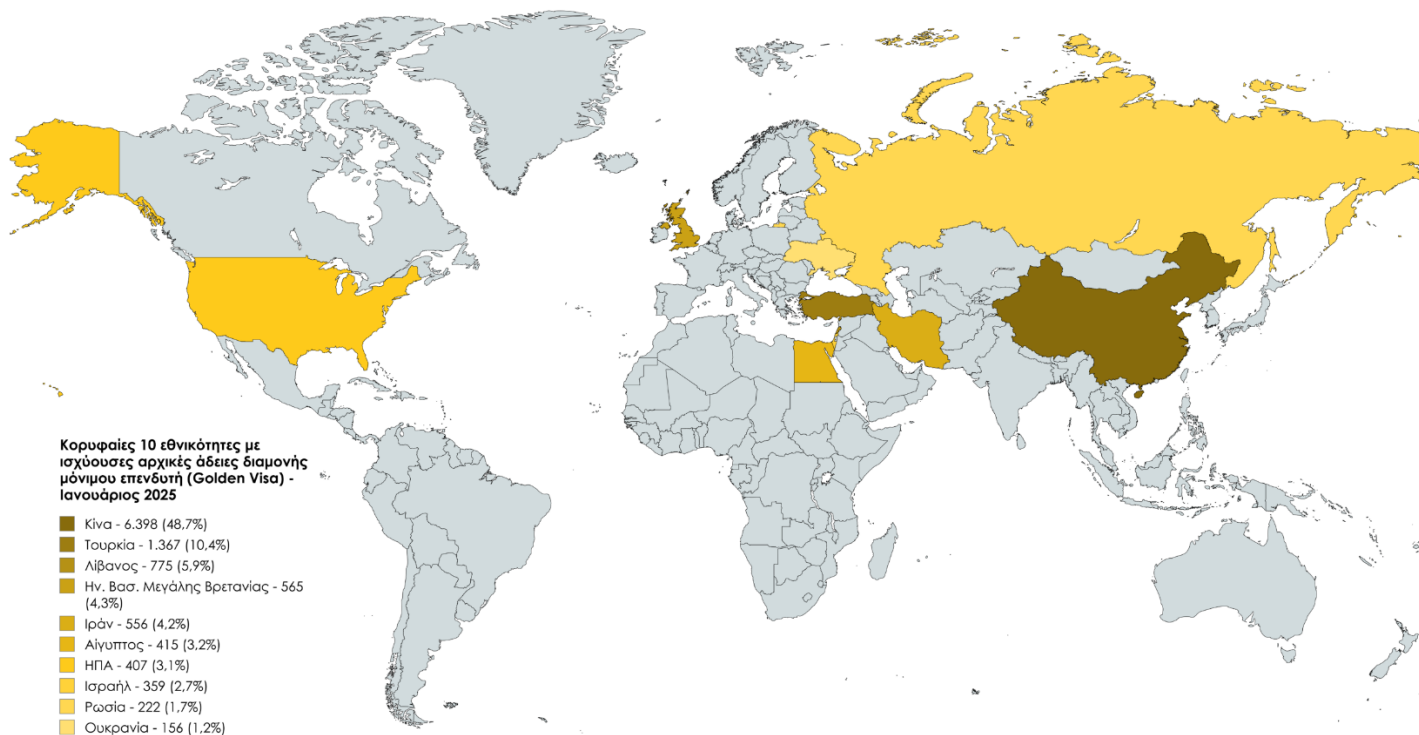 Κορυφαίες 10 εθνικότητες με
ισχύουσες αρχικές άδειες διαμονής
μόνιμου επενδυτή (Golden Visa) -
Ιανουάριος 2025
Κίνα - 6.398 (48,7%)
Τουρκία - 1.367 (10,4%)
Λίβανος - 775 (5,9%)
Ην. Βασ. Μεγάλης Βρετανίας - 565
(4,3%)
Ιράν - 556 (4,2%)
Αίγυπτος - 415 (3,2%)
ΗΠΑ - 407 (3,1%)
Ισραήλ - 359 (2,7%)
Ρωσία - 222 (1,7%)
Ουκρανία - 156 (1,2%)